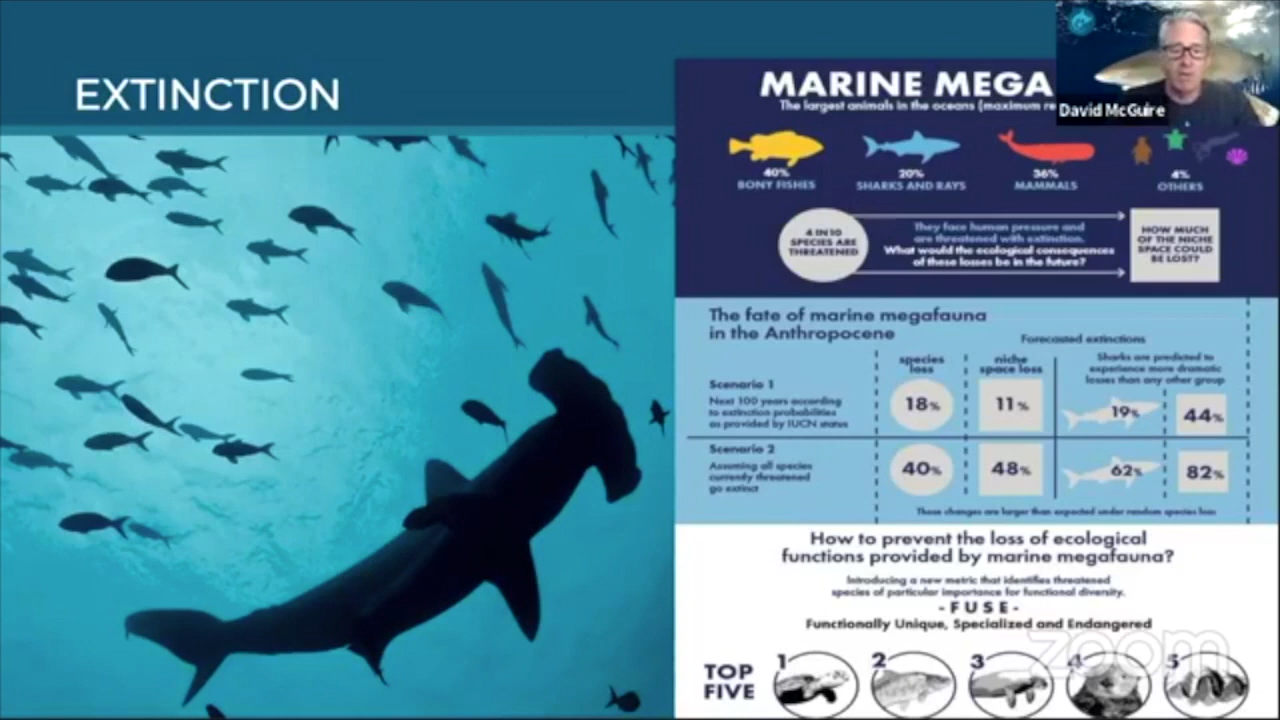 EXTINCTION
David McGuire
MARINE MEGA
The largest animals in the oceans (maximum re
40%
BONY FISHES
20%
SHARKS AND RAYS
36%
MAMMALS
4%
OTHERS
4 IN 10
SPECIES ARE
THREATENED
They face human pressure and
are threatened with extinction.
What would the ecological consequences
of these losses be in the future?
HOW MUCH
OF THE NICHE
SPACE COULD
BE LOST?
The fate of marine megafauna
in the Anthropocene
Forecasted extinctions
species
loss
niche
space loss
Sharks are predicted to
experience more dramatic
losses than any other group
Scenario 1
Next 100 years according
to extinction probabilities
as provided by IUCN status
18%
11%
19%
44%
Scenario 2
Assuming all species
currently threatened
go extinct
40%
48%
62%
82%
These changes are larger than expected under random species loss
How to prevent the loss of ecological
functions provided by marine megafauna?
Introducing a new metric that identifies threatened
species of particular importance for functional diversity.
- F U S E -
Functionally Unique, Specialized and Endangered
zoom
TOP
FIVE
1
2
3
4
5